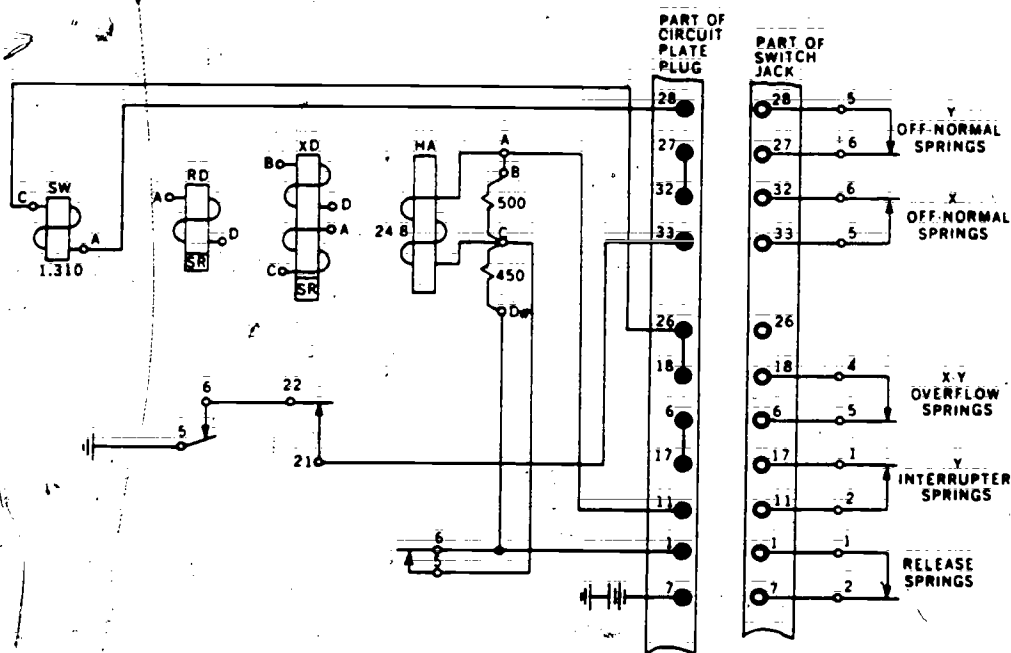 PART OF
CIRCUIT
PLATE
PLUG
PART OF
SWITCH
JACK
28
28
5
Y
OFF-NORMAL
SPRINGS
27
27
6
32
32
6
X
OFF-NORMAL
SPRINGS
33
33
5
26
26
18
18
4
X-Y
OVERFLOW
SPRINGS
6
6
5
17
17
1
Y
INTERRUPTER
SPRINGS
11
11
2
1
1
1
RELEASE
SPRINGS
7
7
2
SW
C
A
1.310
RD
A
D
SR
XD
B
D
A
C
SR
HA
24.8
A
B
500
C
450
D
6
22
5
21
6
5